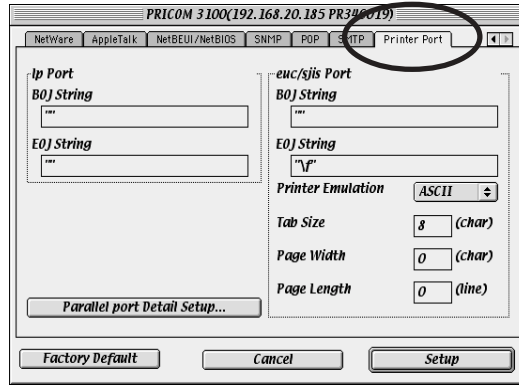 PRICOM 3100(192.168.20.185 PR340019)
NetWare AppleTalk NetBEUI/NetBIOS SNMP POP SMTP Printer Port
lp Port
BOJ String
""
EOJ String
""
Parallel port Detail Setup...
euc/sjis Port
BOJ String
""
EOJ String
"\f"
Printer Emulation ASCII
Tab Size 8 (char)
Page Width 0 (char)
Page Length 0 (line)
Factory Default Cancel Setup